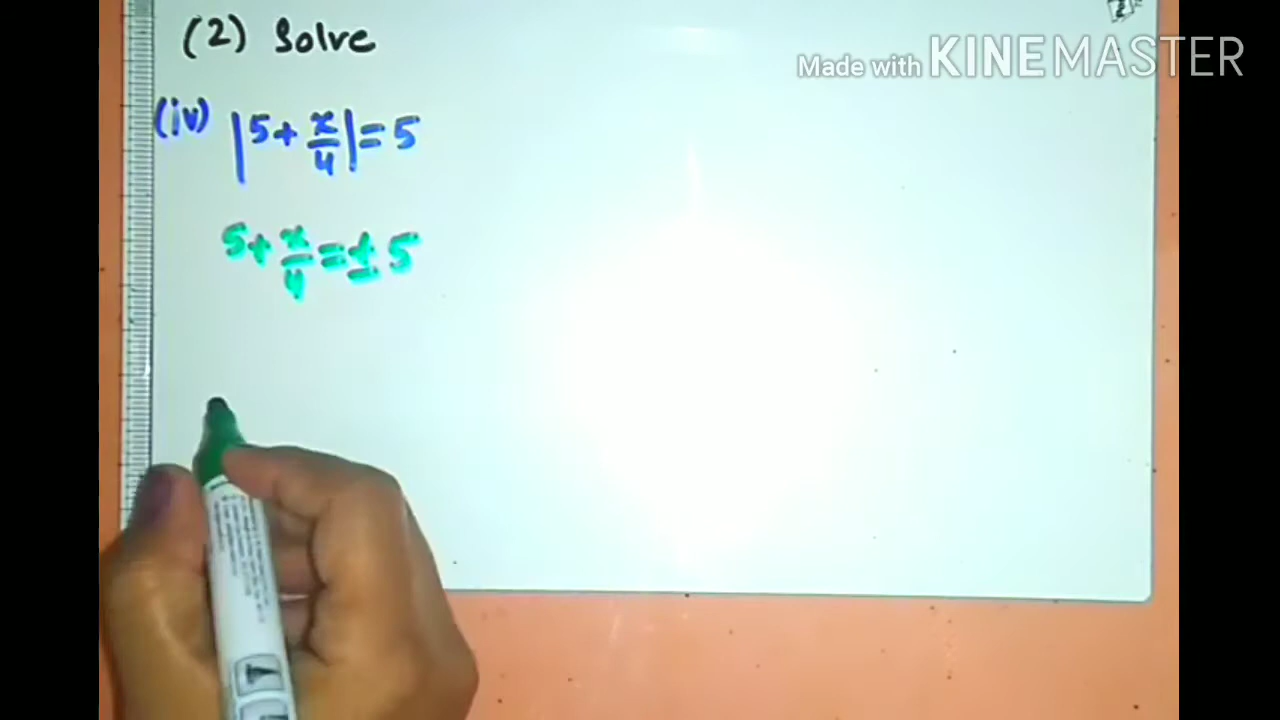 (2) Solve
Made with KINEMASTER
(iv) |5 + x/4| = 5
5 + x/4 = ± 5